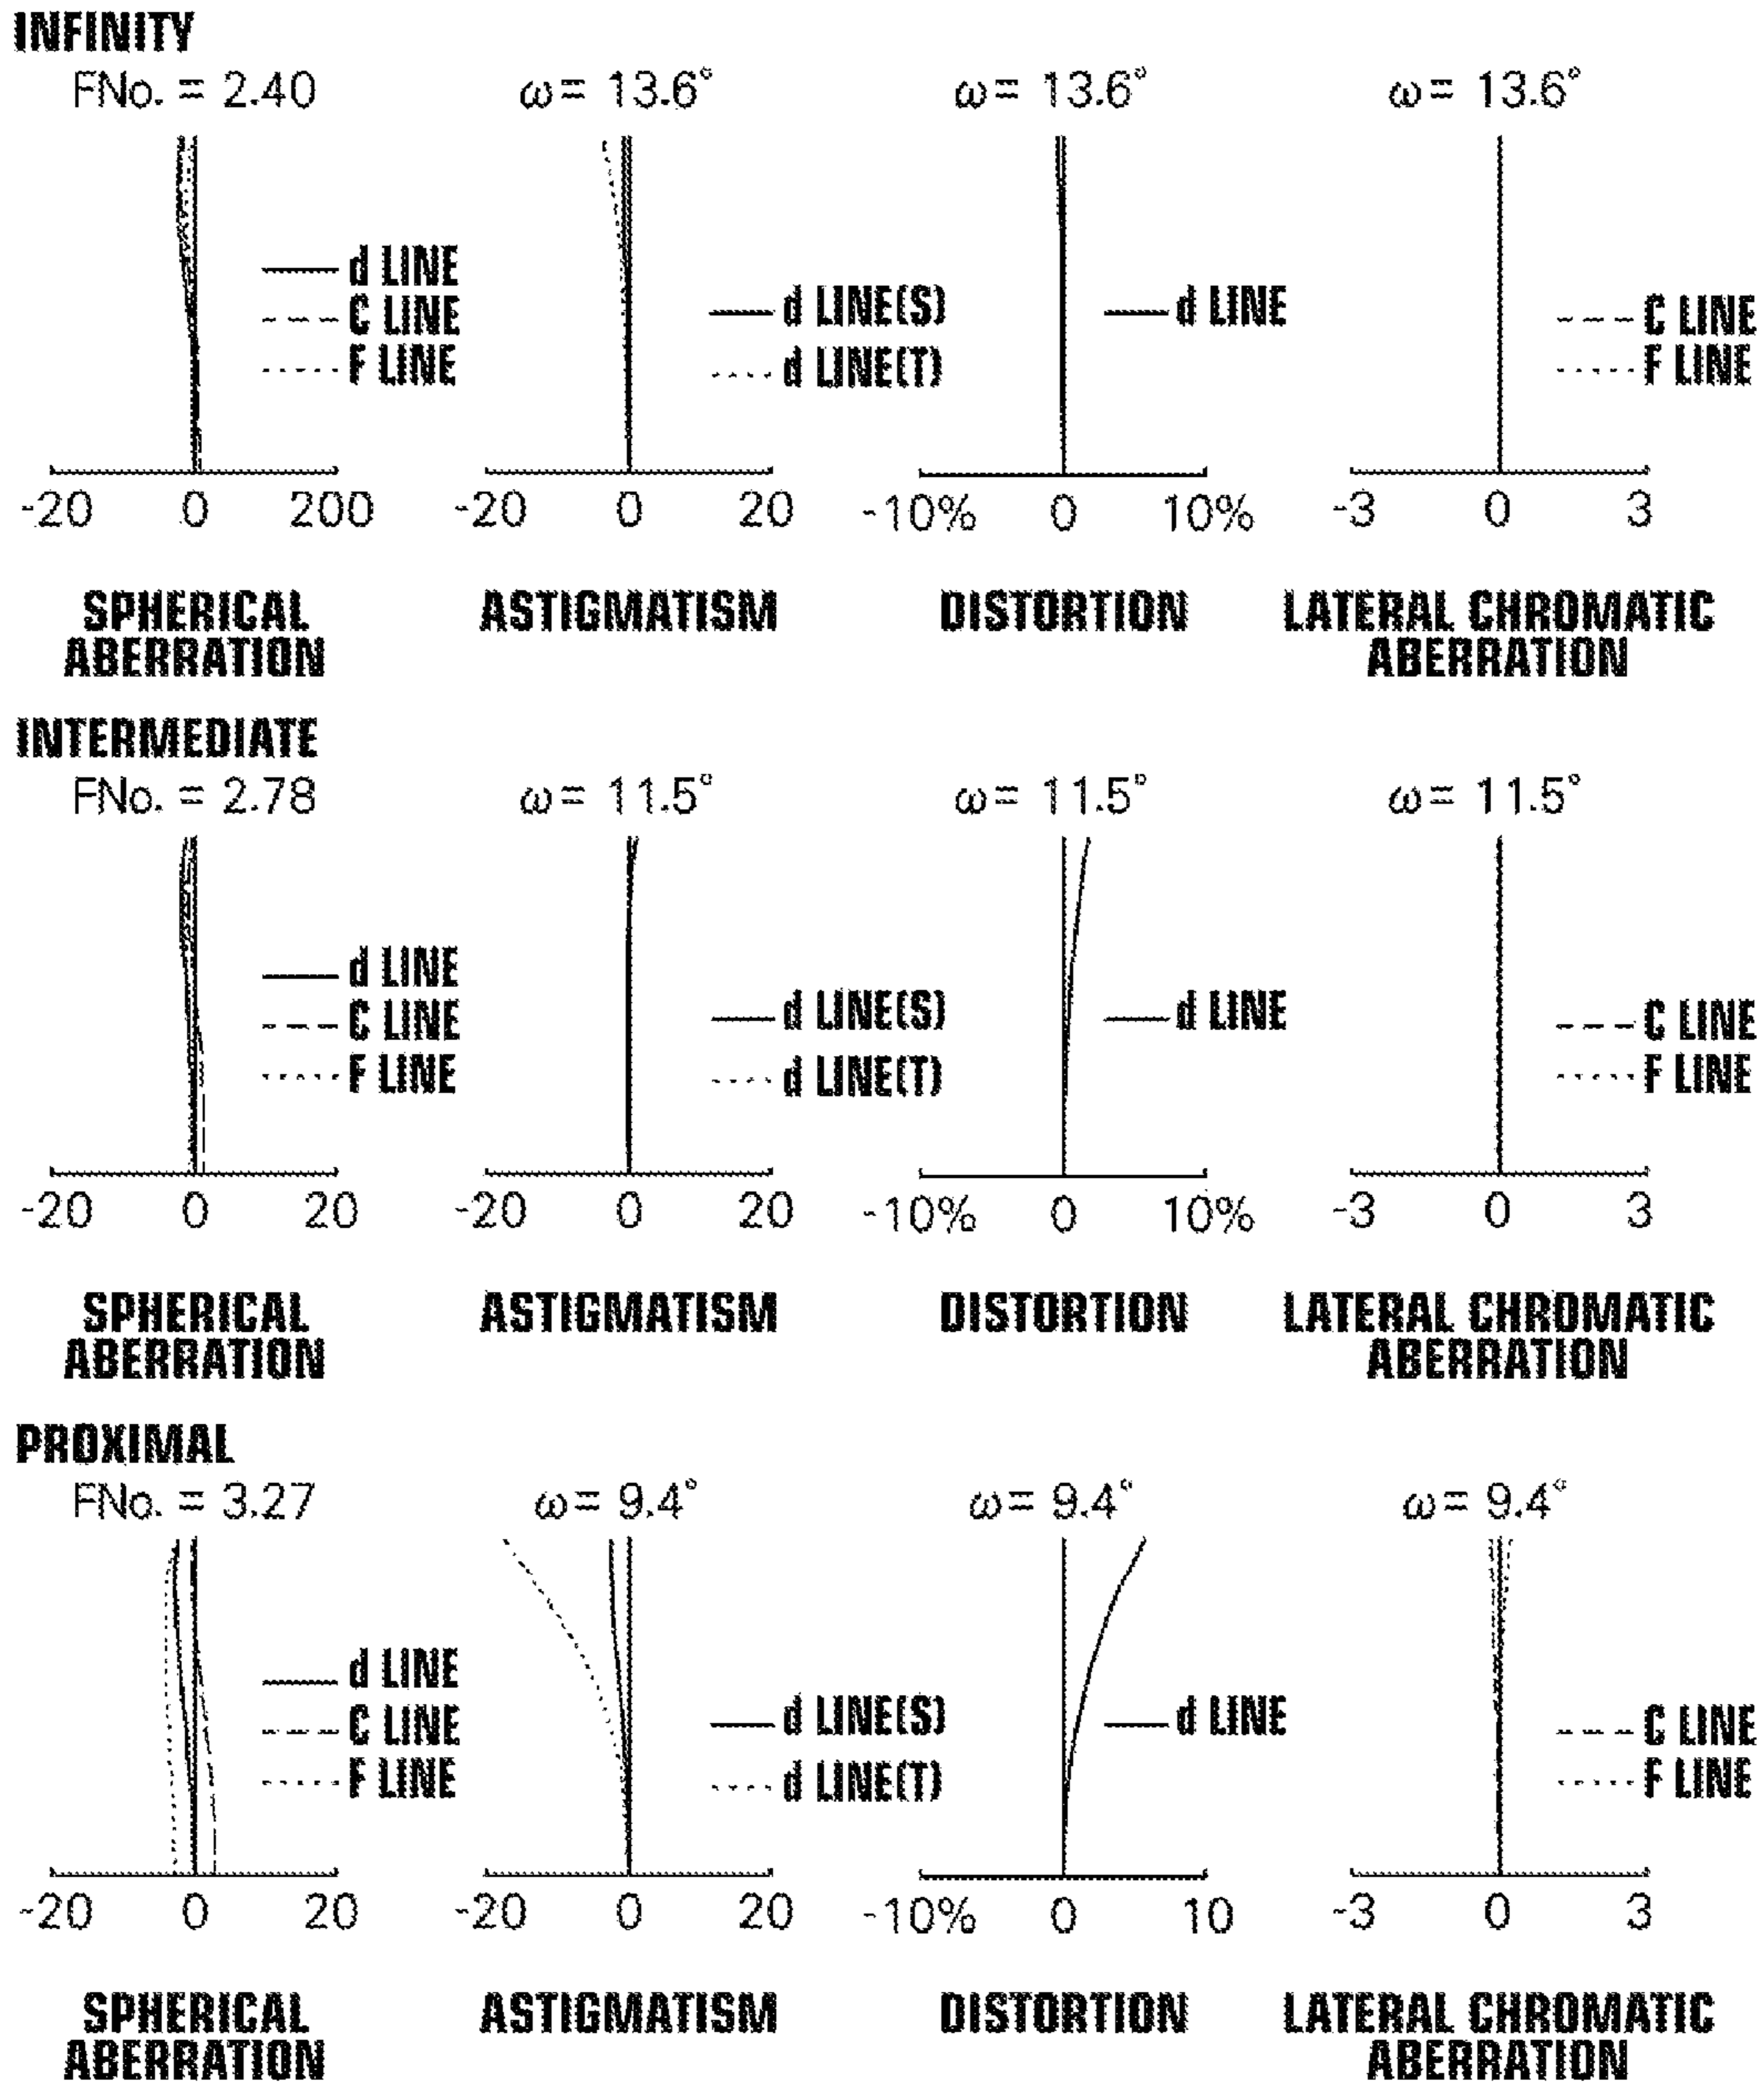 INFINITY
FNo. = 2.40
ω= 13.6°
ω= 13.6°
ω= 13.6°
d LINE
C LINE
F LINE
d LINE(S)
d LINE(T)
d LINE
C LINE
F LINE
-20 0 200
-20 0 20
-10% 0 10%
-3 0 3
SPHERICAL
ABERRATION
ASTIGMATISM
DISTORTION
LATERAL CHROMATIC
ABERRATION
INTERMEDIATE
FNo. = 2.78
ω= 11.5°
ω= 11.5°
ω= 11.5°
d LINE
C LINE
F LINE
d LINE(S)
d LINE(T)
d LINE
C LINE
F LINE
-20 0 20
-20 0 20
-10% 0 10%
-3 0 3
SPHERICAL
ABERRATION
ASTIGMATISM
DISTORTION
LATERAL CHROMATIC
ABERRATION
PROXIMAL
FNo. = 3.27
ω= 9.4°
ω= 9.4°
ω= 9.4°
d LINE
C LINE
F LINE
d LINE(S)
d LINE(T)
d LINE
C LINE
F LINE
-20 0 20
-20 0 20
-10% 0 10
-3 0 3
SPHERICAL
ABERRATION
ASTIGMATISM
DISTORTION
LATERAL CHROMATIC
ABERRATION